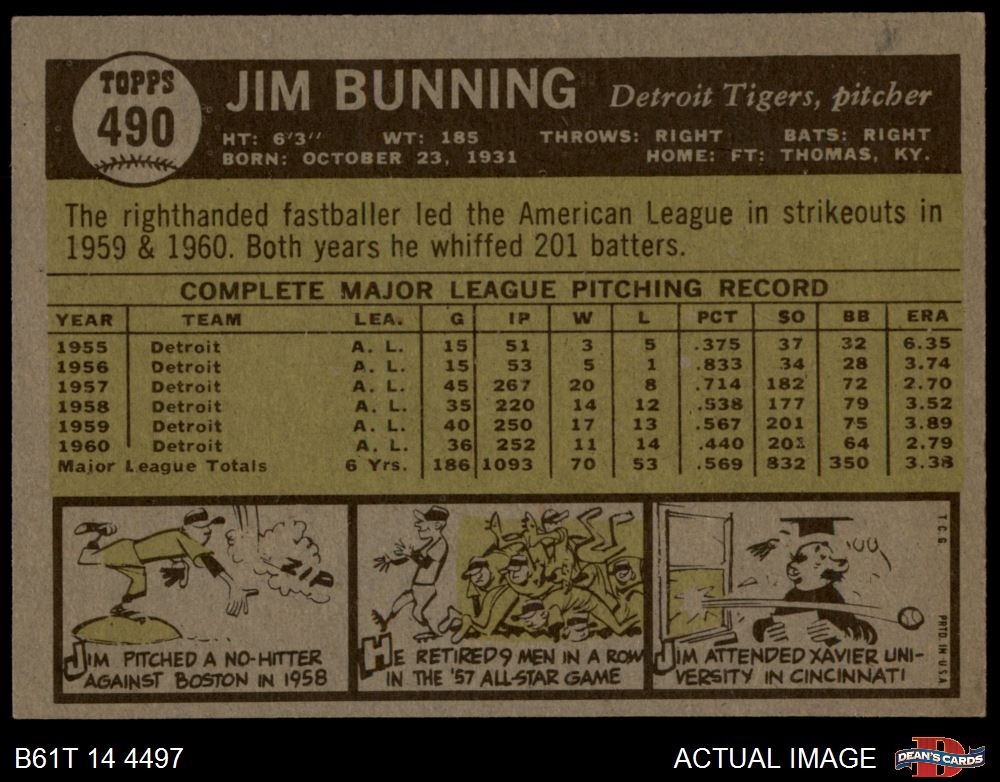 TOPPS
490
JIM BUNNING Detroit Tigers, pitcher
HT: 6'3" WT: 185 THROWS: RIGHT BATS: RIGHT
BORN: OCTOBER 23, 1931 HOME: FT: THOMAS, KY.
The righthanded fastballer led the American League in strikeouts in
1959 & 1960. Both years he whiffed 201 batters.
COMPLETE MAJOR LEAGUE PITCHING RECORD
YEAR TEAM LEA. G IP W L PCT SO BB ERA
1955 Detroit A. L. 15 51 3 5 .375 37 32 6.35
1956 Detroit A. L. 15 53 5 1 .833 34 28 3.74
1957 Detroit A. L. 45 267 20 8 .714 182 72 2.70
1958 Detroit A. L. 35 220 14 12 .538 177 79 3.52
1959 Detroit A. L. 40 250 17 13 .567 201 75 3.89
1960 Detroit A. L. 36 252 11 14 .440 201 64 2.79
Major League Totals 6 Yrs. 186 1093 70 53 .569 832 350 3.38
ZIP
JIM PITCHED A NO-HITTER
AGAINST BOSTON IN 1958
HE RETIRED 9 MEN IN A ROW
IN THE '57 ALL-STAR GAME
JIM ATTENDED XAVIER UNI-
VERSITY IN CINCINNATI
T.C.G. PRTD. IN U.S.A.
B61T 14 4497 ACTUAL IMAGE
D
DEAN'S CARDS